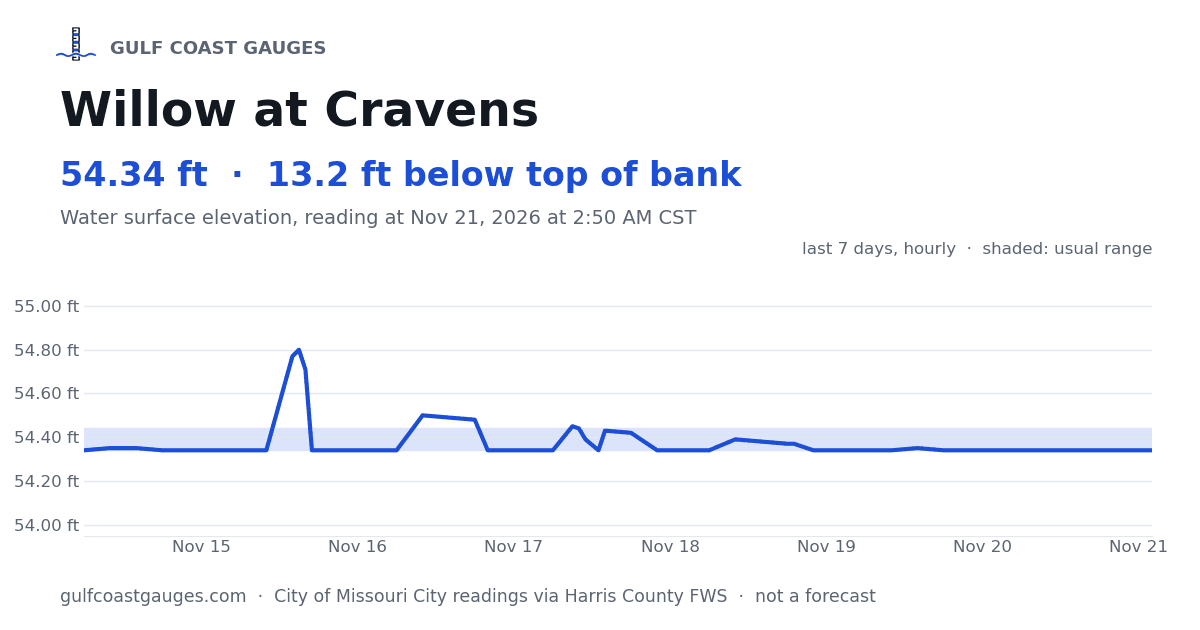 GULF COAST GAUGES
Willow at Cravens
54.34 ft · 13.2 ft below top of bank
Water surface elevation, reading at Nov 21, 2026 at 2:50 AM CST
last 7 days, hourly · shaded: usual range
55.00 ft
54.80 ft
54.60 ft
54.40 ft
54.20 ft
54.00 ft
Nov 15 Nov 16 Nov 17 Nov 18 Nov 19 Nov 20 Nov 21
gulfcoastgauges.com · City of Missouri City readings via Harris County FWS · not a forecast